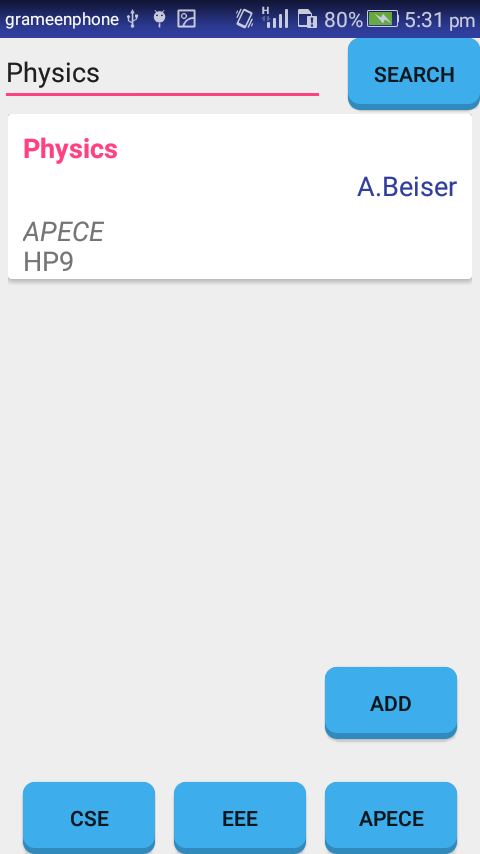 grameenphone H 80% 5:31 pm
Physics SEARCH
Physics
A.Beiser
APECE
HP9
ADD
CSE EEE APECE